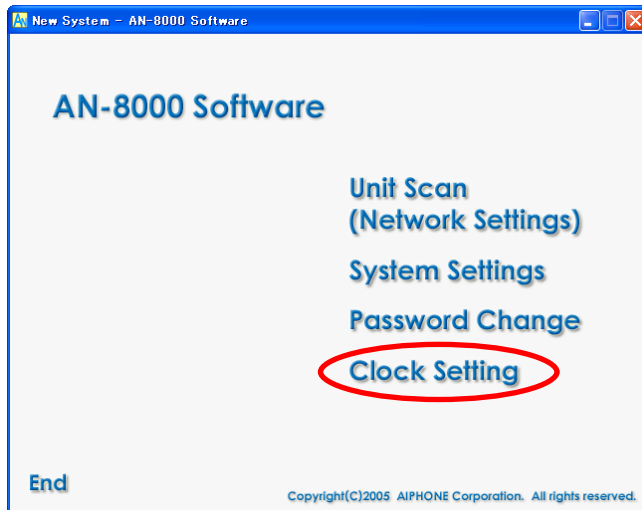 New System - AN-8000 Software
AN-8000 Software
Unit Scan
(Network Settings)
System Settings
Password Change
Clock Setting
End
Copyright(C)2005 AIPHONE Corporation. All rights reserved.